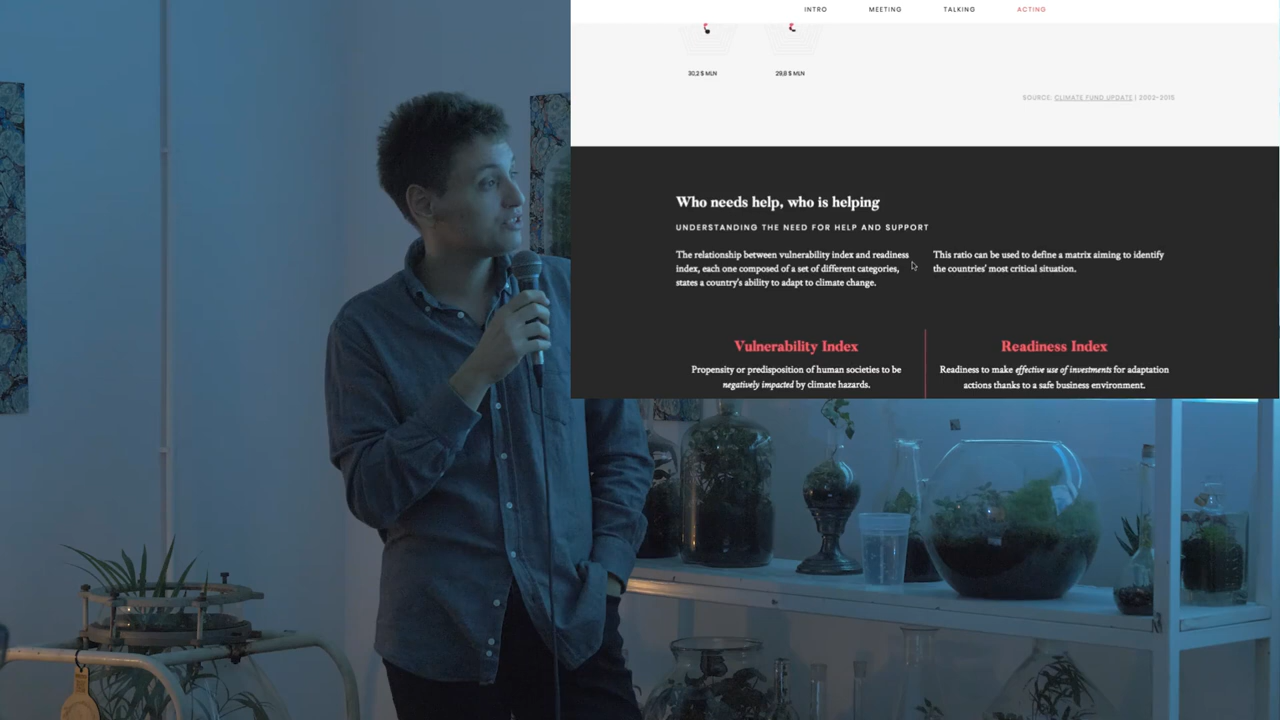 INTRO MEETING TALKING ACTING
30,2 $ MLN 29,8 $ MLN
SOURCE: CLIMATE FUND UPDATE | 2002-2015
Who needs help, who is helping
UNDERSTANDING THE NEED FOR HELP AND SUPPORT
The relationship between vulnerability index and readiness
index, each one composed of a set of different categories,
states a country's ability to adapt to climate change.
This ratio can be used to define a matrix aiming to identify
the countries' most critical situation.
Vulnerability Index
Propensity or predisposition of human societies to be
negatively impacted by climate hazards.
Readiness Index
Readiness to make effective use of investments for adaptation
actions thanks to a safe business environment.